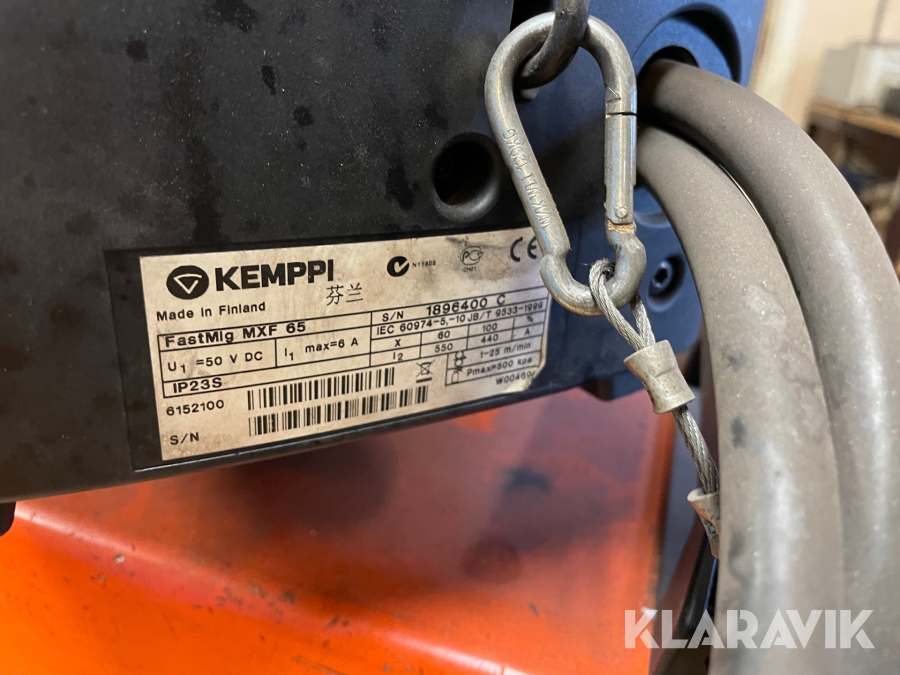 KEMPPI
N11602
Made in Finland
芬兰
FastMig MXF 65
S/N 1896400 C
IEC 60974-5,-10 JB/T 9533-1999
U1 =50 V DC
I1 max=6 A
X 60 100 %
I2 550 440 A
IP23S
1-25 m/min
Pmax=500 kpa
6152100
S/N
KLARAVIK